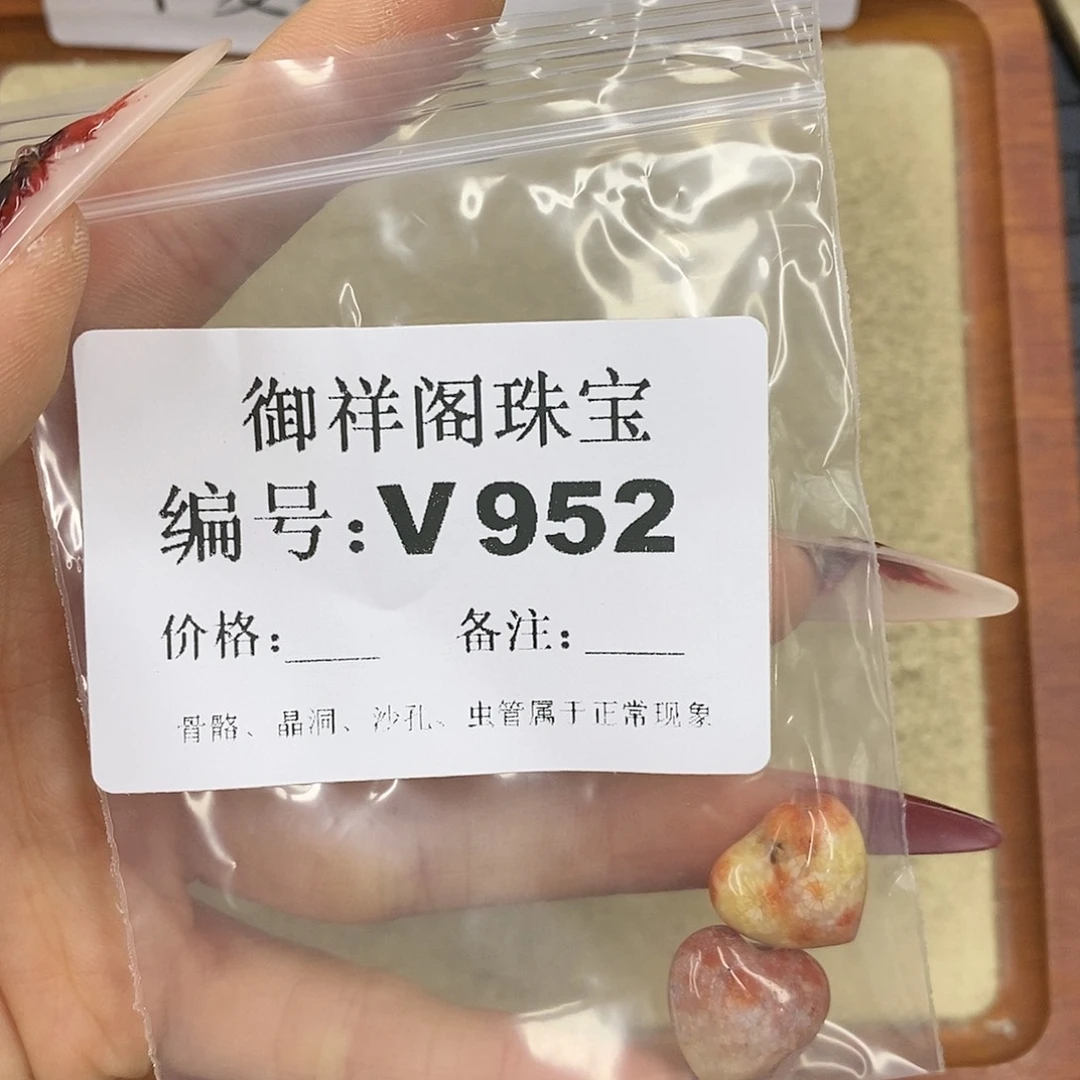 御祥阁珠宝
编号:V952
价格:____ 备注:____
骨骼、晶洞、沙孔、虫管属于正常现象